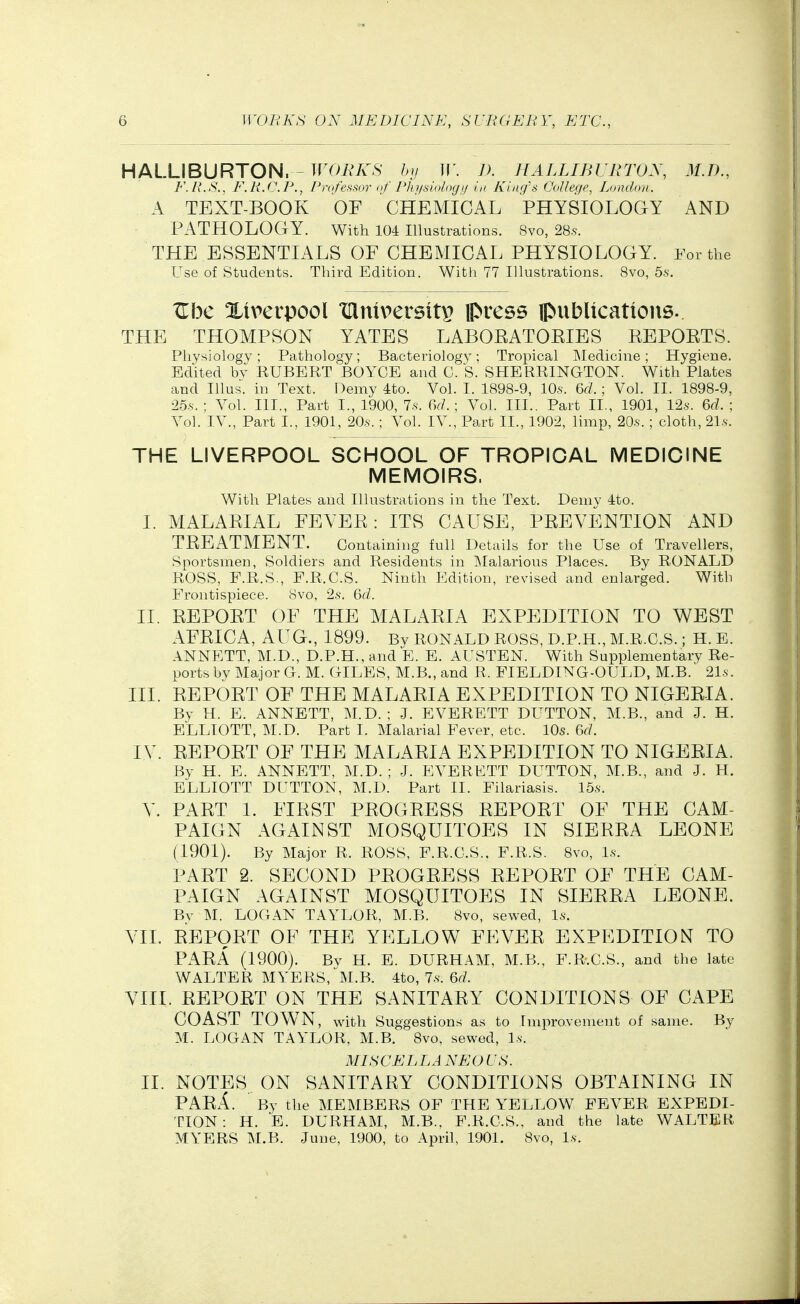 6 WORKS ON MEDICINE, SURGERY, ETC.,
HALLIBURTON.-WORKS by W. D. HALLIBURTON, M.D.,
F.R.S., F.R.C.P., Professor of Physiology in King's College, London.
A TEXT-BOOK OF CHEMICAL PHYSIOLOGY AND
PATHOLOGY. With 104 Illustrations. 8vo, 28s.
THE ESSENTIALS OF CHEMICAL PHYSIOLOGY. For the
Use of Students. Third Edition. With 77 Illustrations. 8vo, 5s.
The Liverpool University Press Publications.
THE THOMPSON YATES LABORATORIES REPORTS.
Physiology; Pathology; Bacteriology; Tropical Medicine; Hygiene.
Edited by RUBERT BOYCE and C. S. SHERRINGTON. With Plates
and Illus. in Text. Demy 4to. Vol. I. 1898-9, 10s. 6d.; Vol. II. 1898-9,
25s.; Vol. III., Part I., 1900, 7s. 6d.; Vol. III.. Part II., 1901, 12s. 6d.;
Vol. IV., Part I., 1901, 20s.; Vol. IV., Part II., 1902, limp, 20s.; cloth, 21s.
THE LIVERPOOL SCHOOL OF TROPICAL MEDICINE
MEMOIRS.
With Plates and Illustrations in the Text. Demy 4to.
I. MALARIAL FEVER: ITS CAUSE, PREVENTION AND
TREATMENT. Containing full Details for the Use of Travellers,
Sportsmen, Soldiers and Residents in Malarious Places. By RONALD
ROSS, F.R.S., F.R.C.S. Ninth Edition, revised and enlarged. With
Frontispiece. 8vo, 2s. 6d.
II. REPORT OF THE MALARIA EXPEDITION TO WEST
AFRICA, AUG., 1899. By RONALD ROSS, D.P.H., M.R.C.S.; H. E.
ANNETT, M.D., D.P.H., and E. E. AUSTEN. With Supplementary Re-
ports by Major G. M. GILES, M.B., and R. FIELDING-OULD, M.B. 21s.
III. REPORT OF THE MALARIA EXPEDITION TO NIGERIA.
By H. E. ANNETT, M.D.; J. EVERETT DUTTON, M.B., and J. H.
ELLIOTT, M.D. Part I. Malarial Fever, etc. 10s. 6d.
IV. REPORT OF THE MALARIA EXPEDITION TO NIGERIA.
By H. E. ANNETT, M.D.; J. EVERETT DUTTON, M.B., and J. H.
ELLIOTT DUTTON, M.D. Part II. Filariasis. 15s.
V. PART 1. FIRST PROGRESS REPORT OF THE CAM-
PAIGN AGAINST MOSQUITOES IN SIERRA LEONE
(1901). By Major R. ROSS, F.R.C.S., F.R.S. 8vo, 1s.
PART 2. SECOND PROGRESS REPORT OF THE CAM-
PAIGN AGAINST MOSQUITOES IN SIERRA LEONE.
By M. LOGAN TAYLOR, M.B. 8vo, sewed, 1s.
VII. REPORT OF THE YELLOW FEVER EXPEDITION TO
PARÁ (1900). By H. E. DURHAM, M.B., F.R.C.S., and the late
WALTER MYERS, M.B. 4to, 7s. 6d.
VIII. REPORT ON THE SANITARY CONDITIONS OF CAPE
COAST TOWN, with Suggestions as to Improvement of same. By
M. LOGAN TAYLOR, M.B. 8vo, sewed, 1s.
MISCELLANEOUS.
II. NOTES ON SANITARY CONDITIONS OBTAINING IN
PARÁ. By the MEMBERS OF THE YELLOW FEVER EXPEDI-
TION: H. E. DURHAM, M.B., F.R.C.S., and the late WALTER
MYERS M.B. June, 1900, to April, 1901. 8vo, 1s.